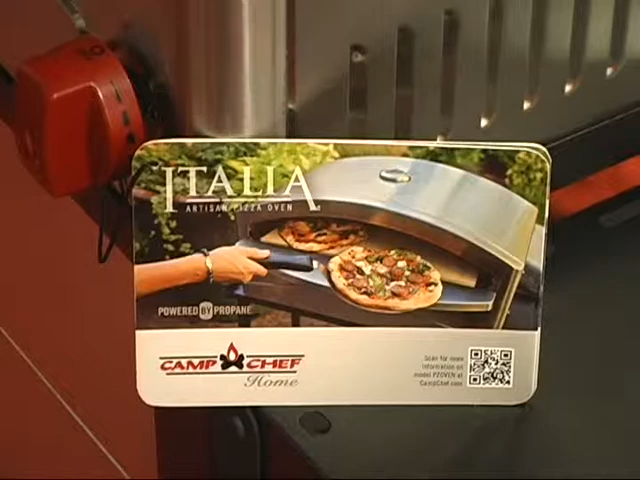 ITALIA
ARTISAN PIZZA OVEN
POWERED BY PROPANE
CAMP CHEF
Home
Scan for more
information on
model PZOVEN at
CampChef.com